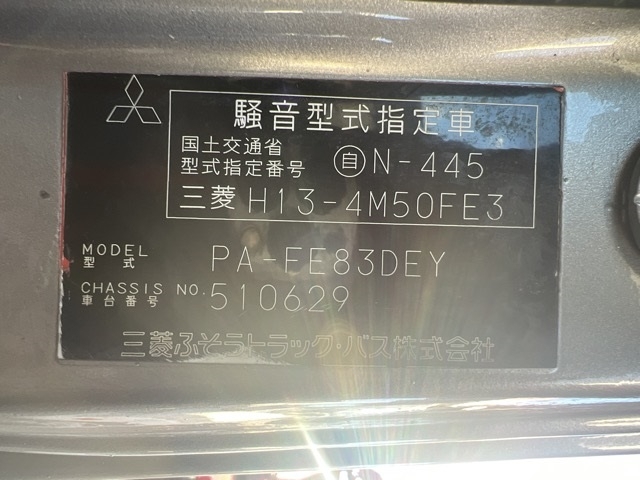 騒音型式指定車
国土交通省
型式指定番号 自N-445
三菱 H13-4M50FE3
MODEL
型式 PA-FE83DEY
CHASSIS NO.
車台番号 510629
三菱ふそうトラック・バス株式会社